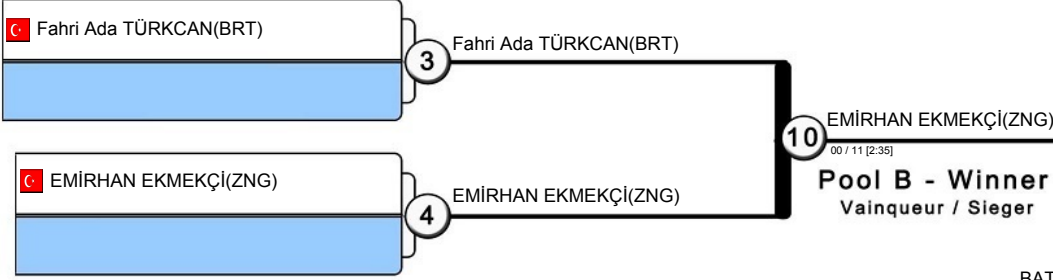 Fahri Ada TÜRKCAN(BRT)
3
Fahri Ada TÜRKCAN(BRT)
10
EMİRHAN EKMEKÇİ(ZNG)
00 / 11 [2:35]
Pool B - Winner
Vainqueur / Sieger
EMİRHAN EKMEKÇİ(ZNG)
4
EMİRHAN EKMEKÇİ(ZNG)
BAT